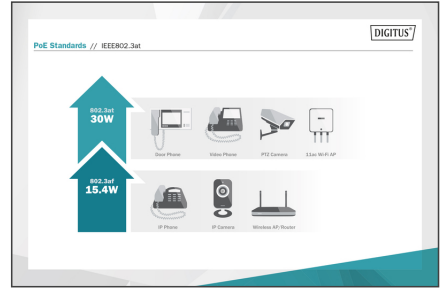 DIGITUS®
PoE Standards // IEEE802.3at
802.3at
30W
Door Phone
Video Phone
PTZ Camera
11ac Wi-Fi AP
802.3af
15.4W
IP Phone
IP Camera
Wireless AP/Router